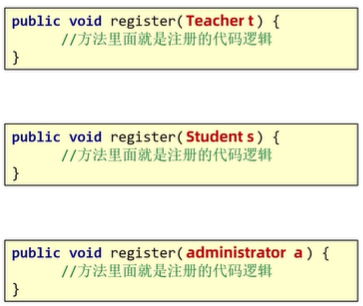 public void register(Teacher t) {
//方法里面就是注册的代码逻辑
}
public void register(Student s) {
//方法里面就是注册的代码逻辑
}
public void register(administrator a) {
//方法里面就是注册的代码逻辑
}